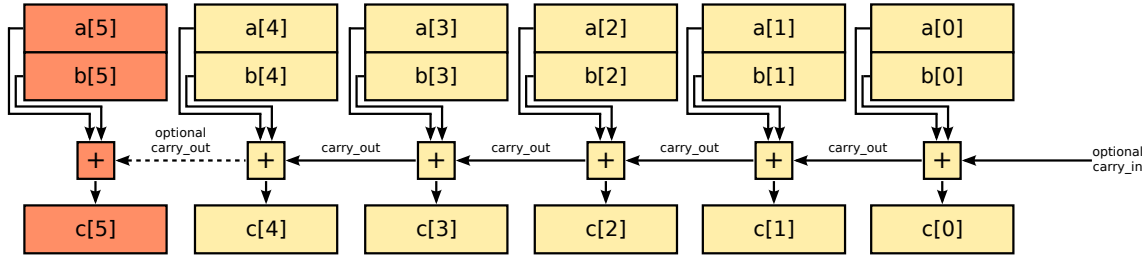 a[5] a[4] a[3] a[2] a[1] a[0]
b[5] b[4] b[3] b[2] b[1] b[0]
optional
carry_out carry_out carry_out carry_out carry_out
+ + + + + + optional
carry_in
c[5] c[4] c[3] c[2] c[1] c[0]